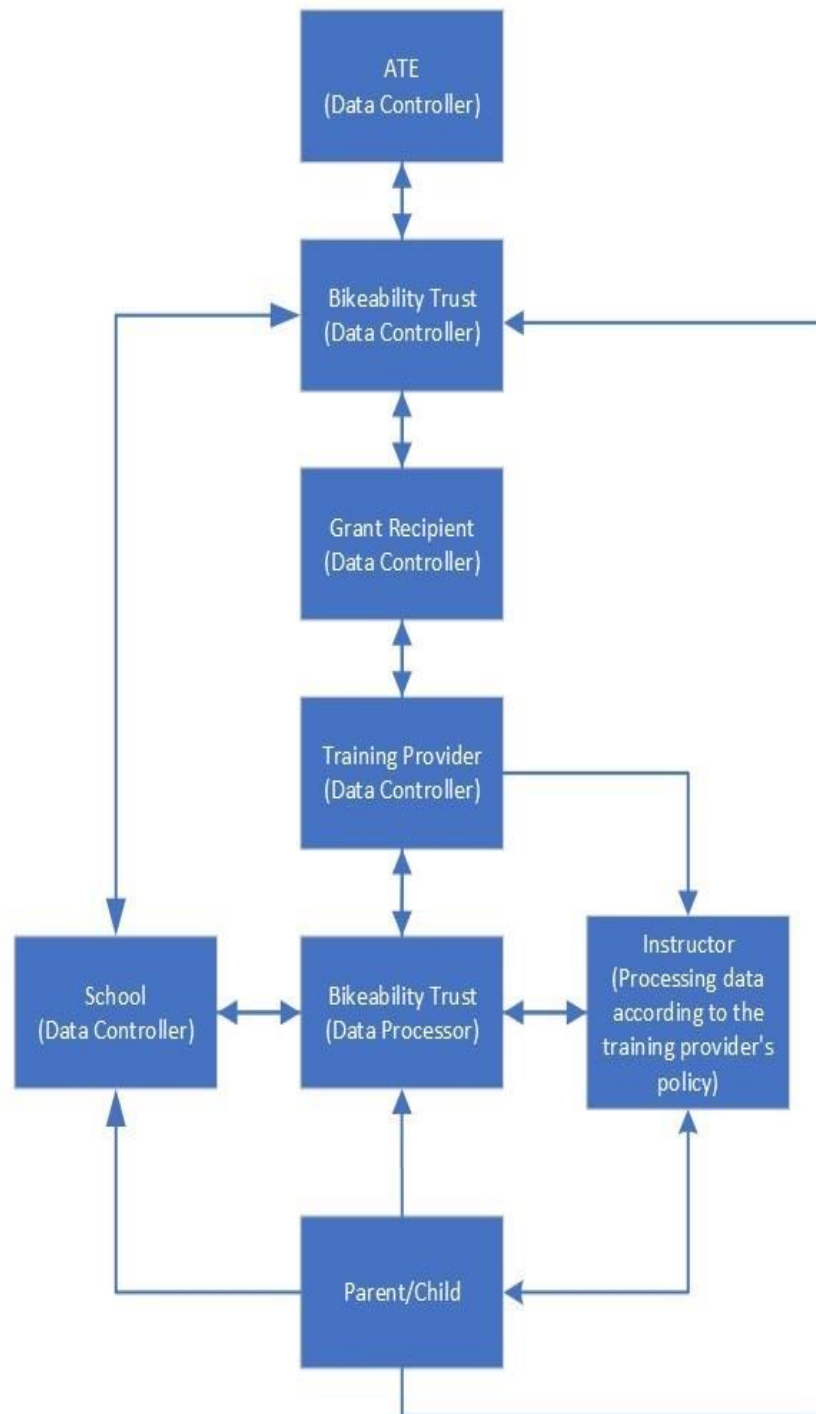 ATE
(Data Controller)
Bikeability Trust
(Data Controller)
Grant Recipient
(Data Controller)
Training Provider
(Data Controller)
School
(Data Controller)
Bikeability Trust
(Data Processor)
Instructor
(Processing data
according to the
training provider's
policy)
Parent/Child